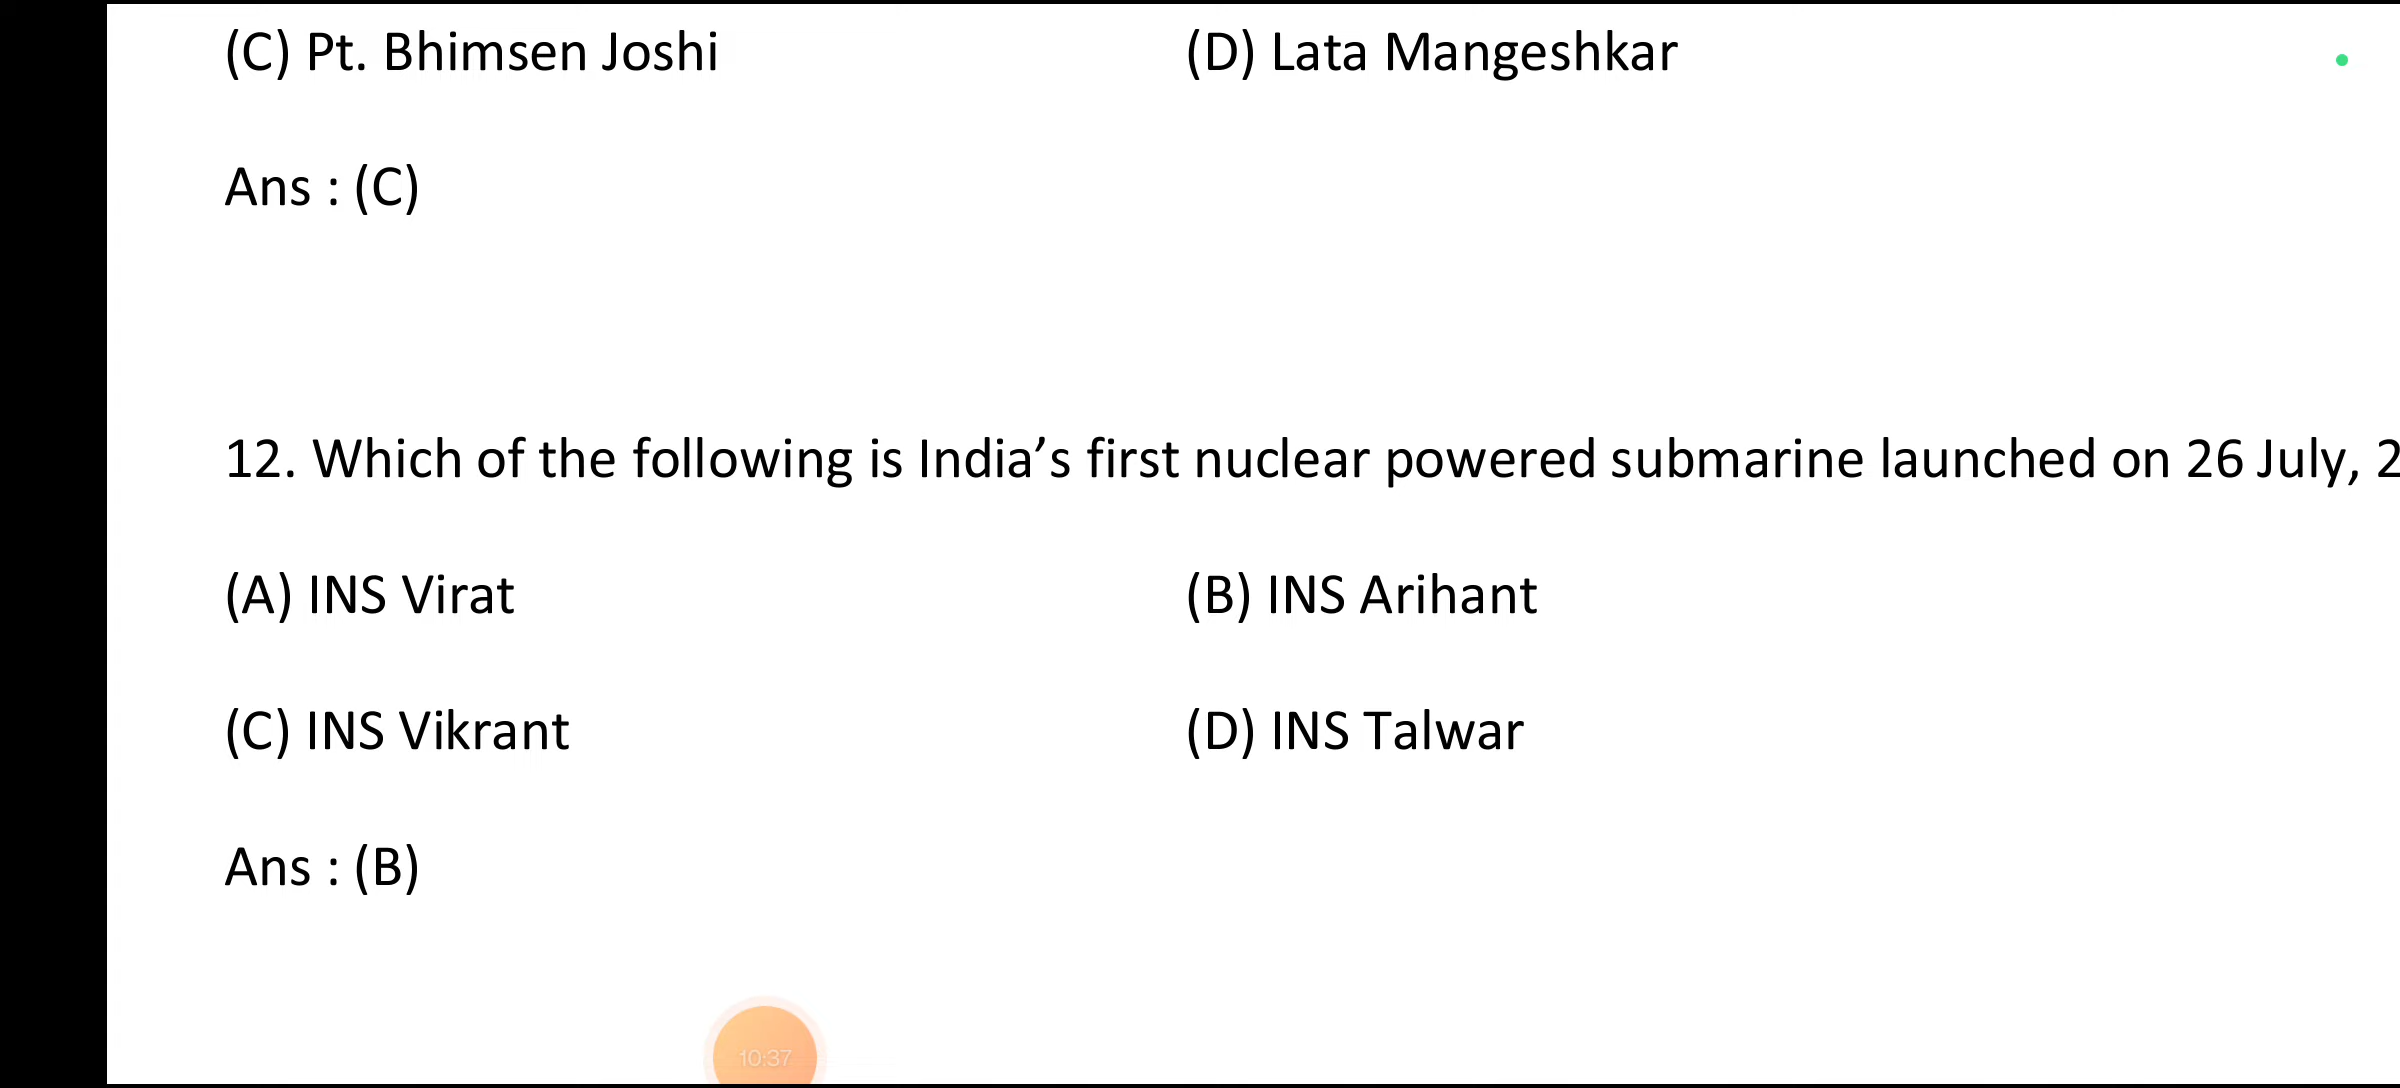 (C) Pt. Bhimsen Joshi (D) Lata Mangeshkar
Ans : (C)
12. Which of the following is India’s first nuclear powered submarine launched on 26 July, 2
(A) INS Virat (B) INS Arihant
(C) INS Vikrant (D) INS Talwar
Ans : (B)
10:37